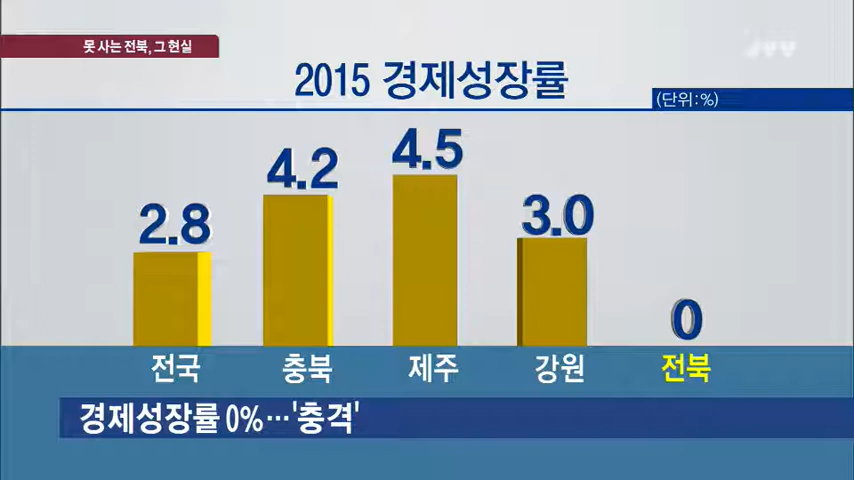 못 사는 전북, 그 현실
JTV
2015 경제성장률
(단위:%)
2.8
4.2
4.5
3.0
0
전국
충북
제주
강원
전북
경제성장률 0%…'충격'